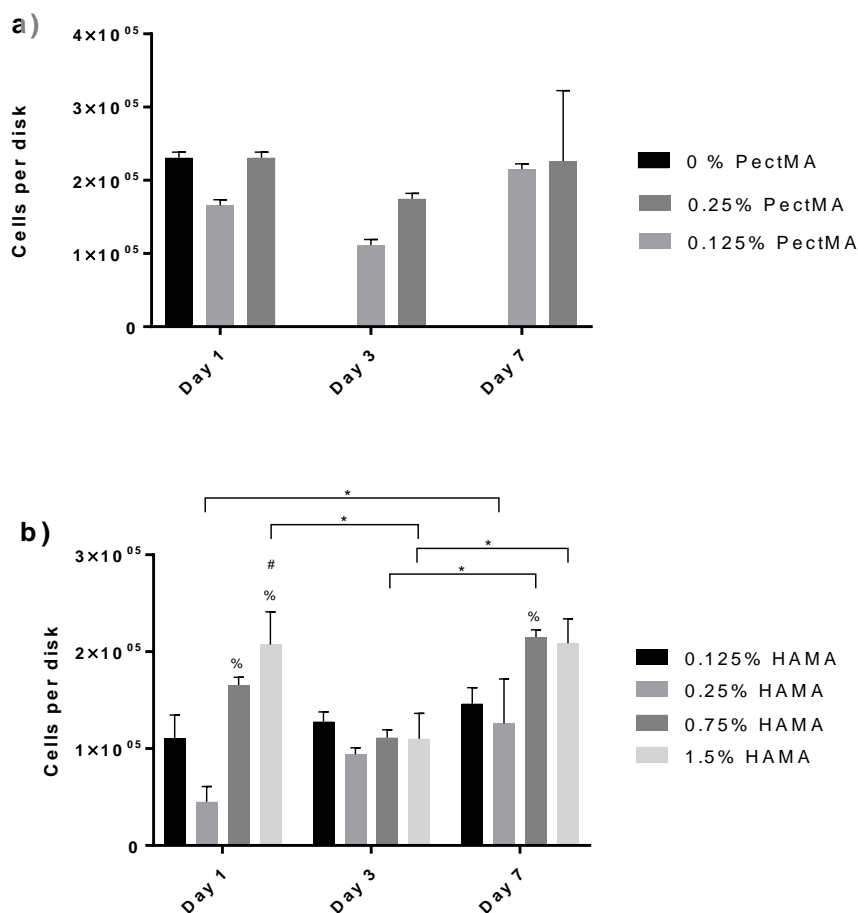 a)
Cells per disk
4×10 05
3×10 05
2×10 05
1×10 05
0
Day 1
Day 3
Day 7
0 % PectMA
0.25% PectMA
0.125% PectMA
b)
*
*
*
*
#
%
%
%
Cells per disk
3×10 05
2×10 05
1×10 05
0
Day 1
Day 3
Day 7
0.125% HAMA
0.25% HAMA
0.75% HAMA
1.5% HAMA